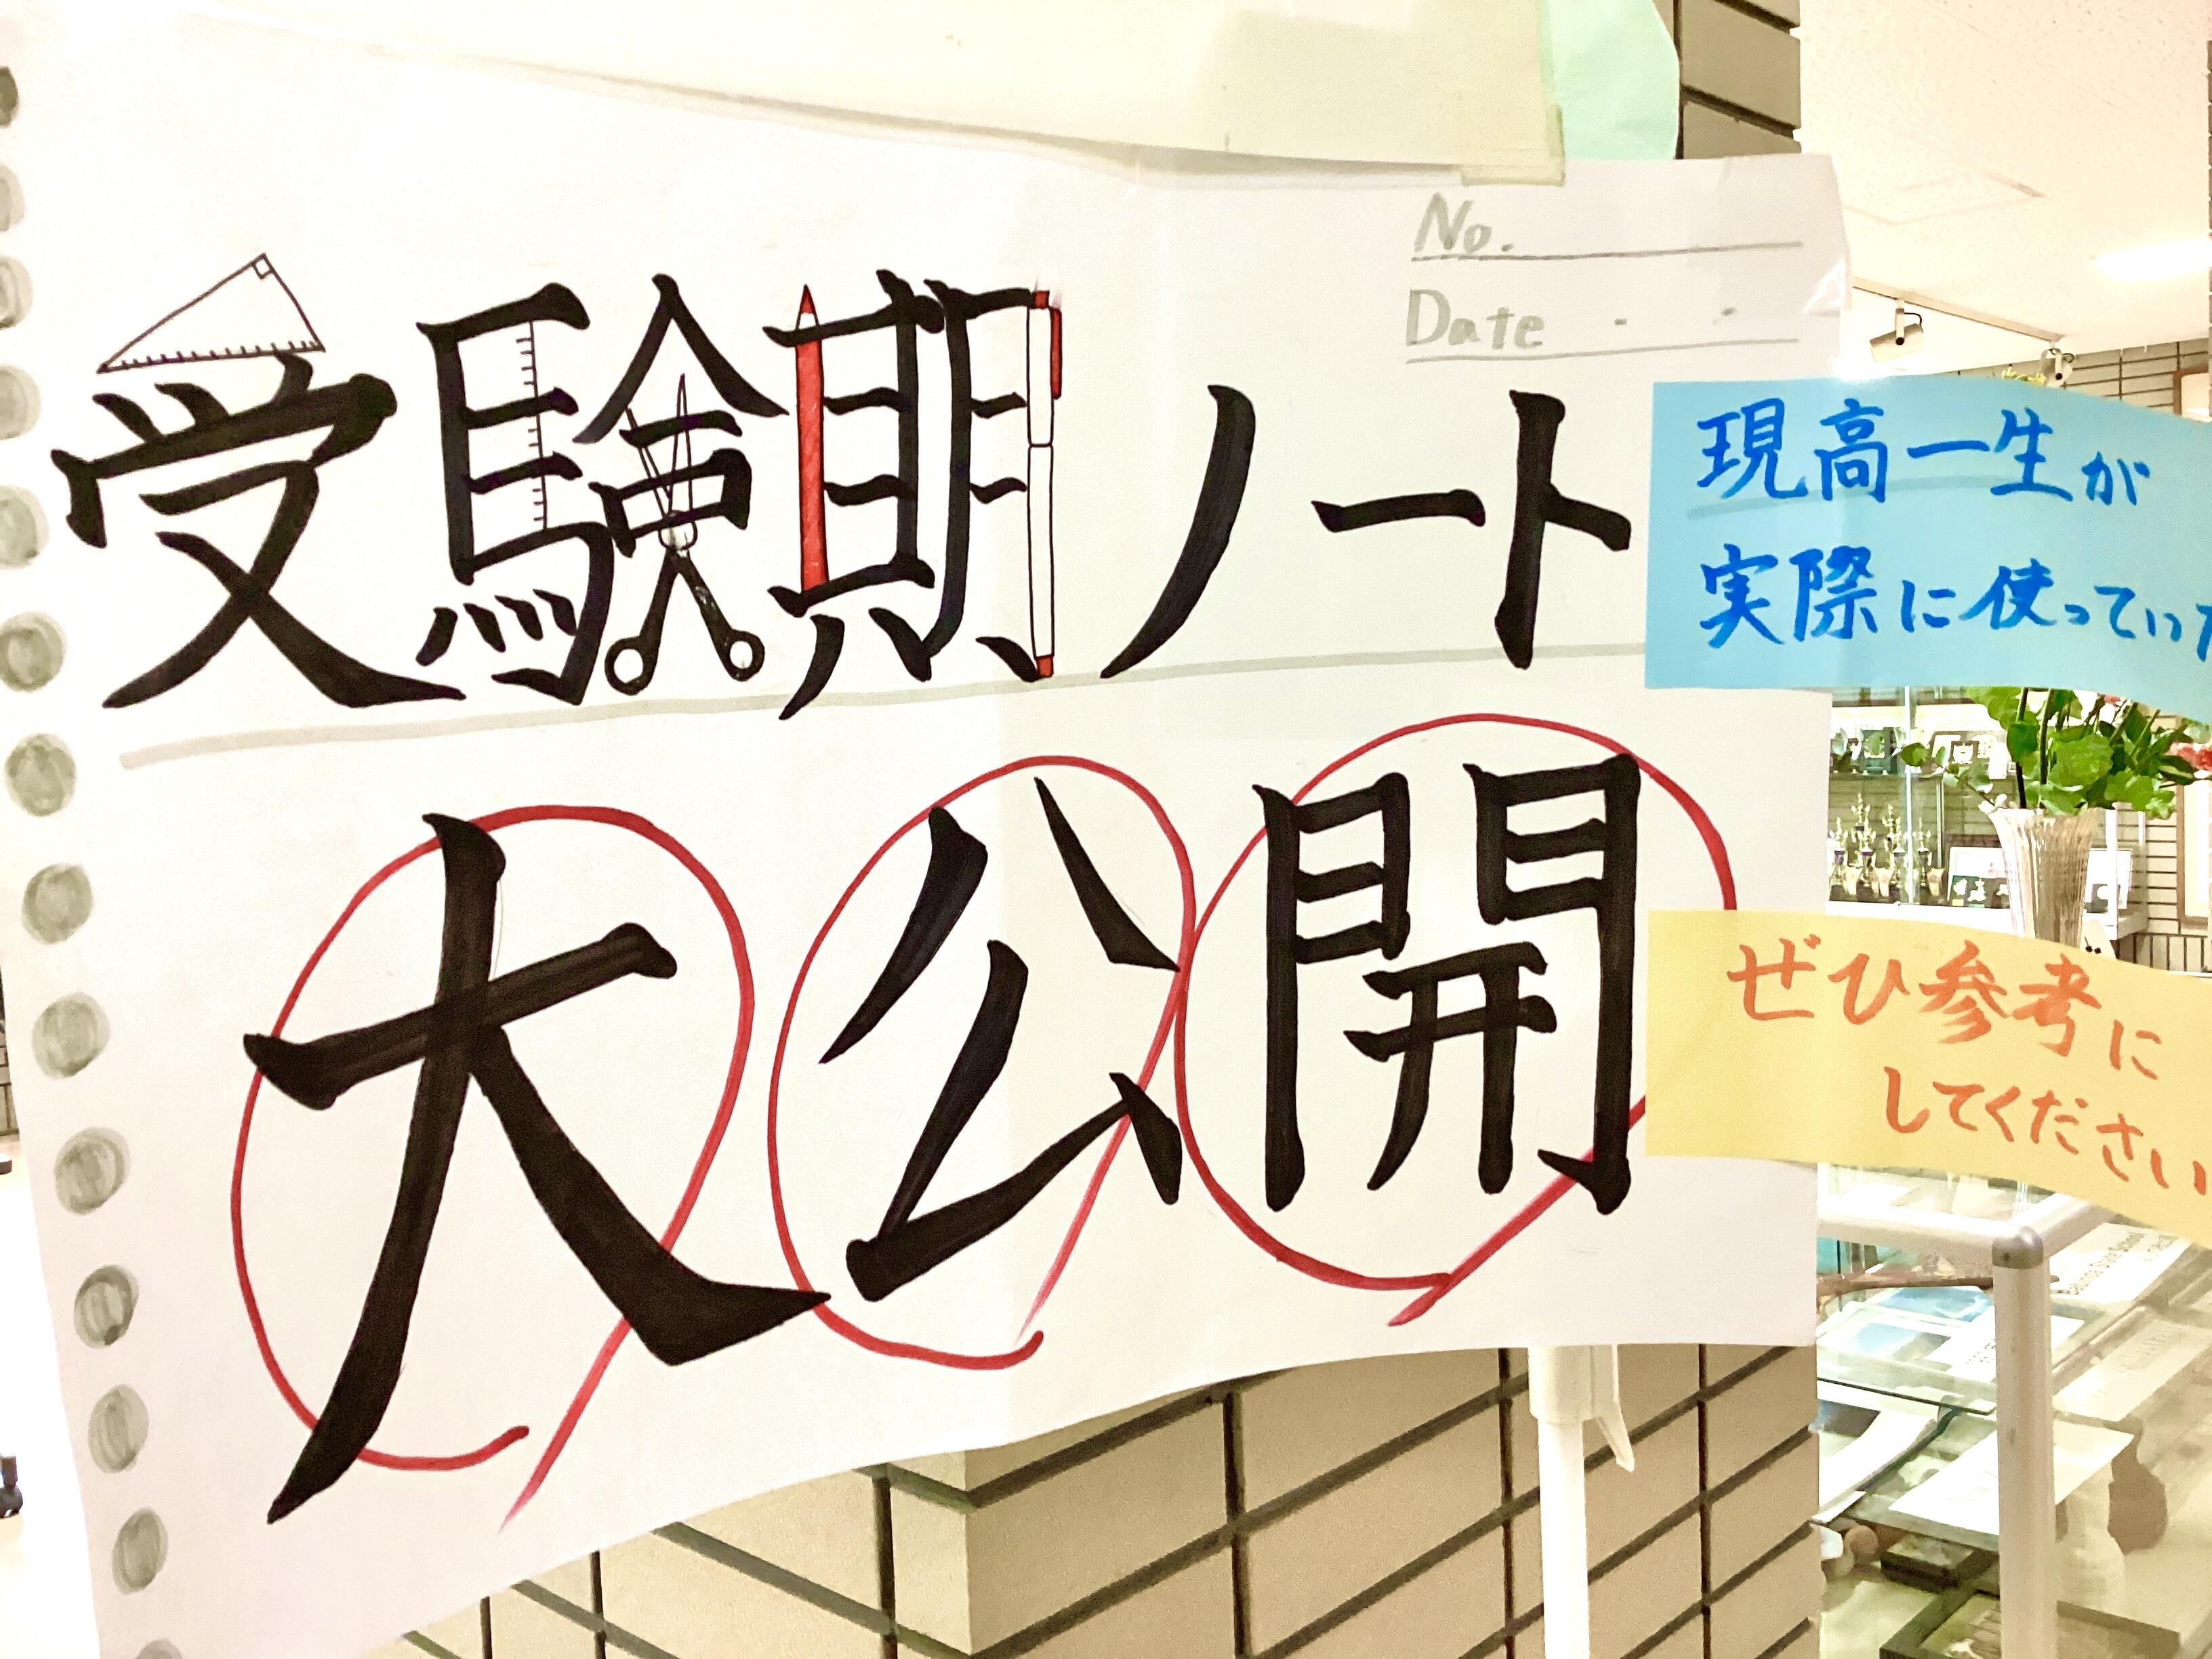 No.
Date . .
受験期ノート
大公開
現高一生が
実際に使っていた
ぜひ参考に
してください